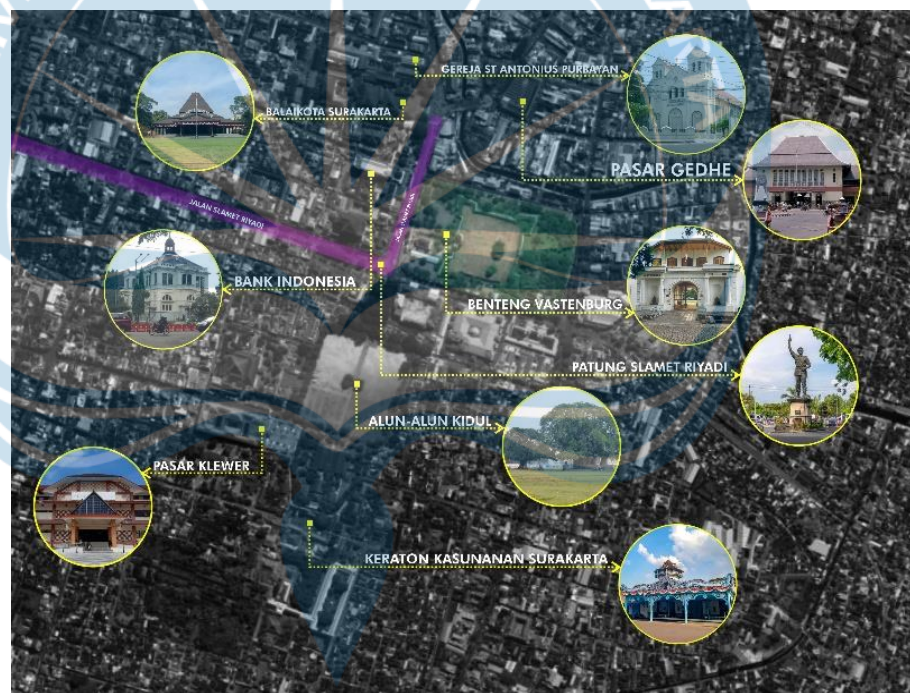 GEREJA ST ANTONIUS PURBAYAN
BALAIKOTA SURAKARTA
PASAR GEDHE
JALAN SLAMET RIYADI
BANK INDONESIA
BENTENG VASTENBURG
PATUNG SLAMET RIYADI
ALUN-ALUN KIDUL
PASAR KLEWER
KERATON KASUNANAN SURAKARTA